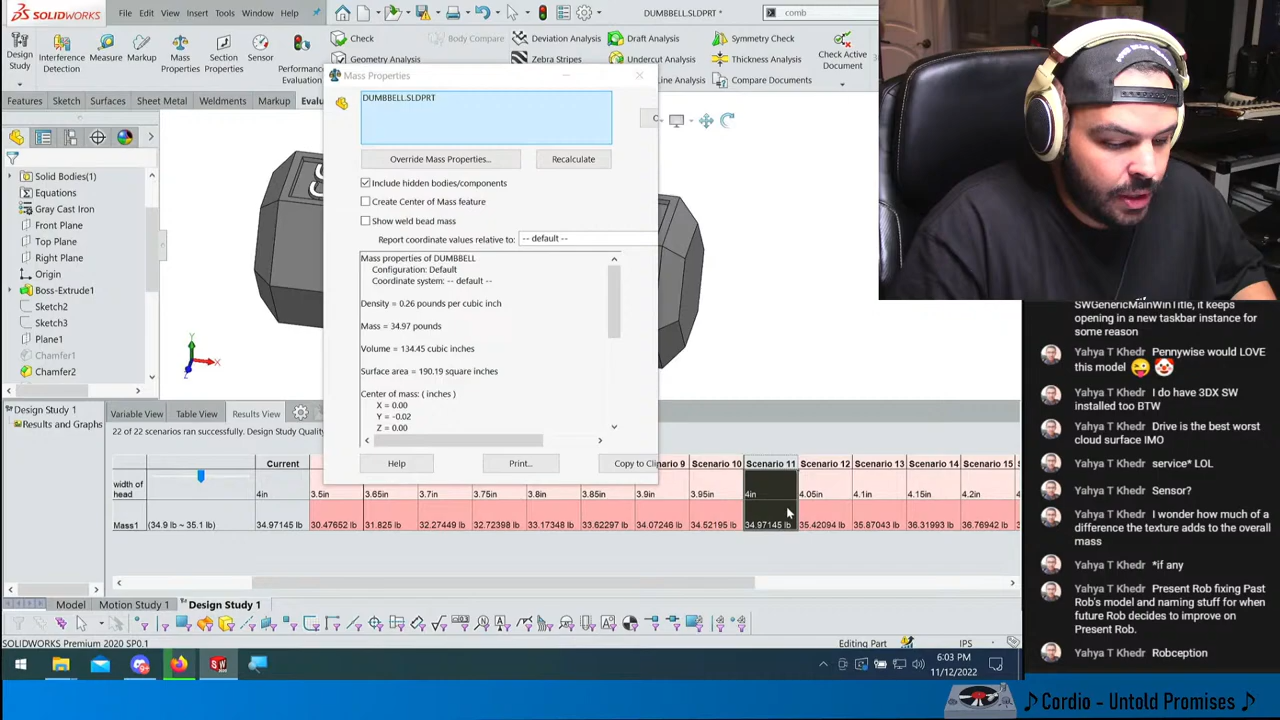 SOLIDWORKS File Edit View Insert Tools Window Help DUMBBELL.SLDPRT * comb
Design Study
Interference Detection
Measure
Markup
Mass Properties
Section Properties
Sensor
Performance Evaluation
Check Body Compare Deviation Analysis Draft Analysis Symmetry Check
Geometry Analysis Zebra Stripes Undercut Analysis Thickness Analysis
Line Analysis Compare Documents
Check Active Document
Features Sketch Surfaces Sheet Metal Weldments Markup Evalu
Mass Properties
DUMBBELL.SLDPRT
Override Mass Properties... Recalculate
Include hidden bodies/components
Create Center of Mass feature
Show weld bead mass
Report coordinate values relative to: -- default --
Mass properties of DUMBBELL
Configuration: Default
Coordinate system: -- default --
Density = 0.26 pounds per cubic inch
Mass = 34.97 pounds
Volume = 134.45 cubic inches
Surface area = 190.19 square inches
Center of mass: ( inches )
X = 0.00
Y = -0.02
Z = 0.00
Help Print... Copy to Cli
Solid Bodies(1)
Equations
Gray Cast Iron
Front Plane
Top Plane
Right Plane
Origin
Boss-Extrude1
Sketch2
Sketch3
Plane1
Chamfer1
Chamfer2
Y
X
Z
Design Study 1
Results and Graphs
Variable View Table View Results View
22 of 22 scenarios ran successfully. Design Study Quality
Current rio 9 Scenario 10 Scenario 11 Scenario 12 Scenario 13 Scenario 14 Scenario 15 S
width of head 4in 3.5in 3.65in 3.7in 3.75in 3.8in 3.85in 3.9in 3.95in 4in 4.05in 4.1in 4.15in 4.2in
Mass1 (34.9 lb ~ 35.1 lb) 34.97145 lb 30.47652 lb 31.825 lb 32.27449 lb 32.72398 lb 33.17348 lb 33.62297 lb 34.07246 lb 34.52195 lb 34.97145 lb 35.42094 lb 35.87043 lb 36.31993 lb 36.76942 lb
Model Motion Study 1 Design Study 1
SOLIDWORKS Premium 2020 SP0.1 Editing Part IPS
6:03 PM
11/12/2022
SWGenericMainWinTitle, it keeps
opening in a new taskbar instance for
some reason
Yahya T Khedr Pennywise would LOVE
this model
Yahya T Khedr I do have 3DX SW
installed too BTW
Yahya T Khedr Drive is the best worst
cloud surface IMO
Yahya T Khedr service* LOL
Yahya T Khedr Sensor?
Yahya T Khedr I wonder how much of a
difference the texture adds to the overall
mass
Yahya T Khedr *if any
Yahya T Khedr Present Rob fixing Past
Rob's model and naming stuff for when
future Rob decides to improve on
Present Rob.
Yahya T Khedr Robception
♪ Cordio - Untold Promises ♪